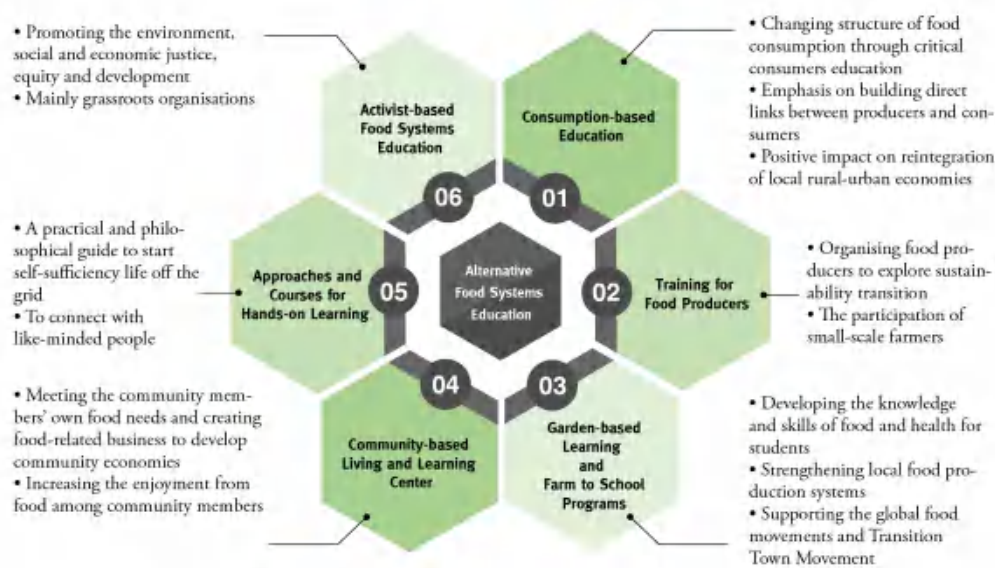 • Promoting the environment,
social and economic justice,
equity and development
• Mainly grassroots organisations
Activist-based
Food Systems
Education
06
Consumption-based
Education
01
• Changing structure of food
consumption through critical
consumers education
• Emphasis on building direct
links between producers and con-
sumers
• Positive impact on reintegration
of local rural-urban economies
• A practical and philo-
sophical guide to start
self-sufficiency life off the
grid
• To connect with
like-minded people
Approaches and
Courses for
Hands-on Learning
05
Alternative
Food Systems
Education
02
Training for
Food Producers
• Organising food pro-
ducers to explore sustain-
ability transition
• The participation of
small-scale farmers
• Meeting the community mem-
bers' own food needs and creating
food-related business to develop
community economies
• Increasing the enjoyment from
food among community members
04
Community-based
Living and Learning
Center
03
Garden-based
Learning
and
Farm to School
Programs
• Developing the knowledge
and skills of food and health for
students
• Strengthening local food pro-
duction systems
• Supporting the global food
movements and Transition
Town Movement